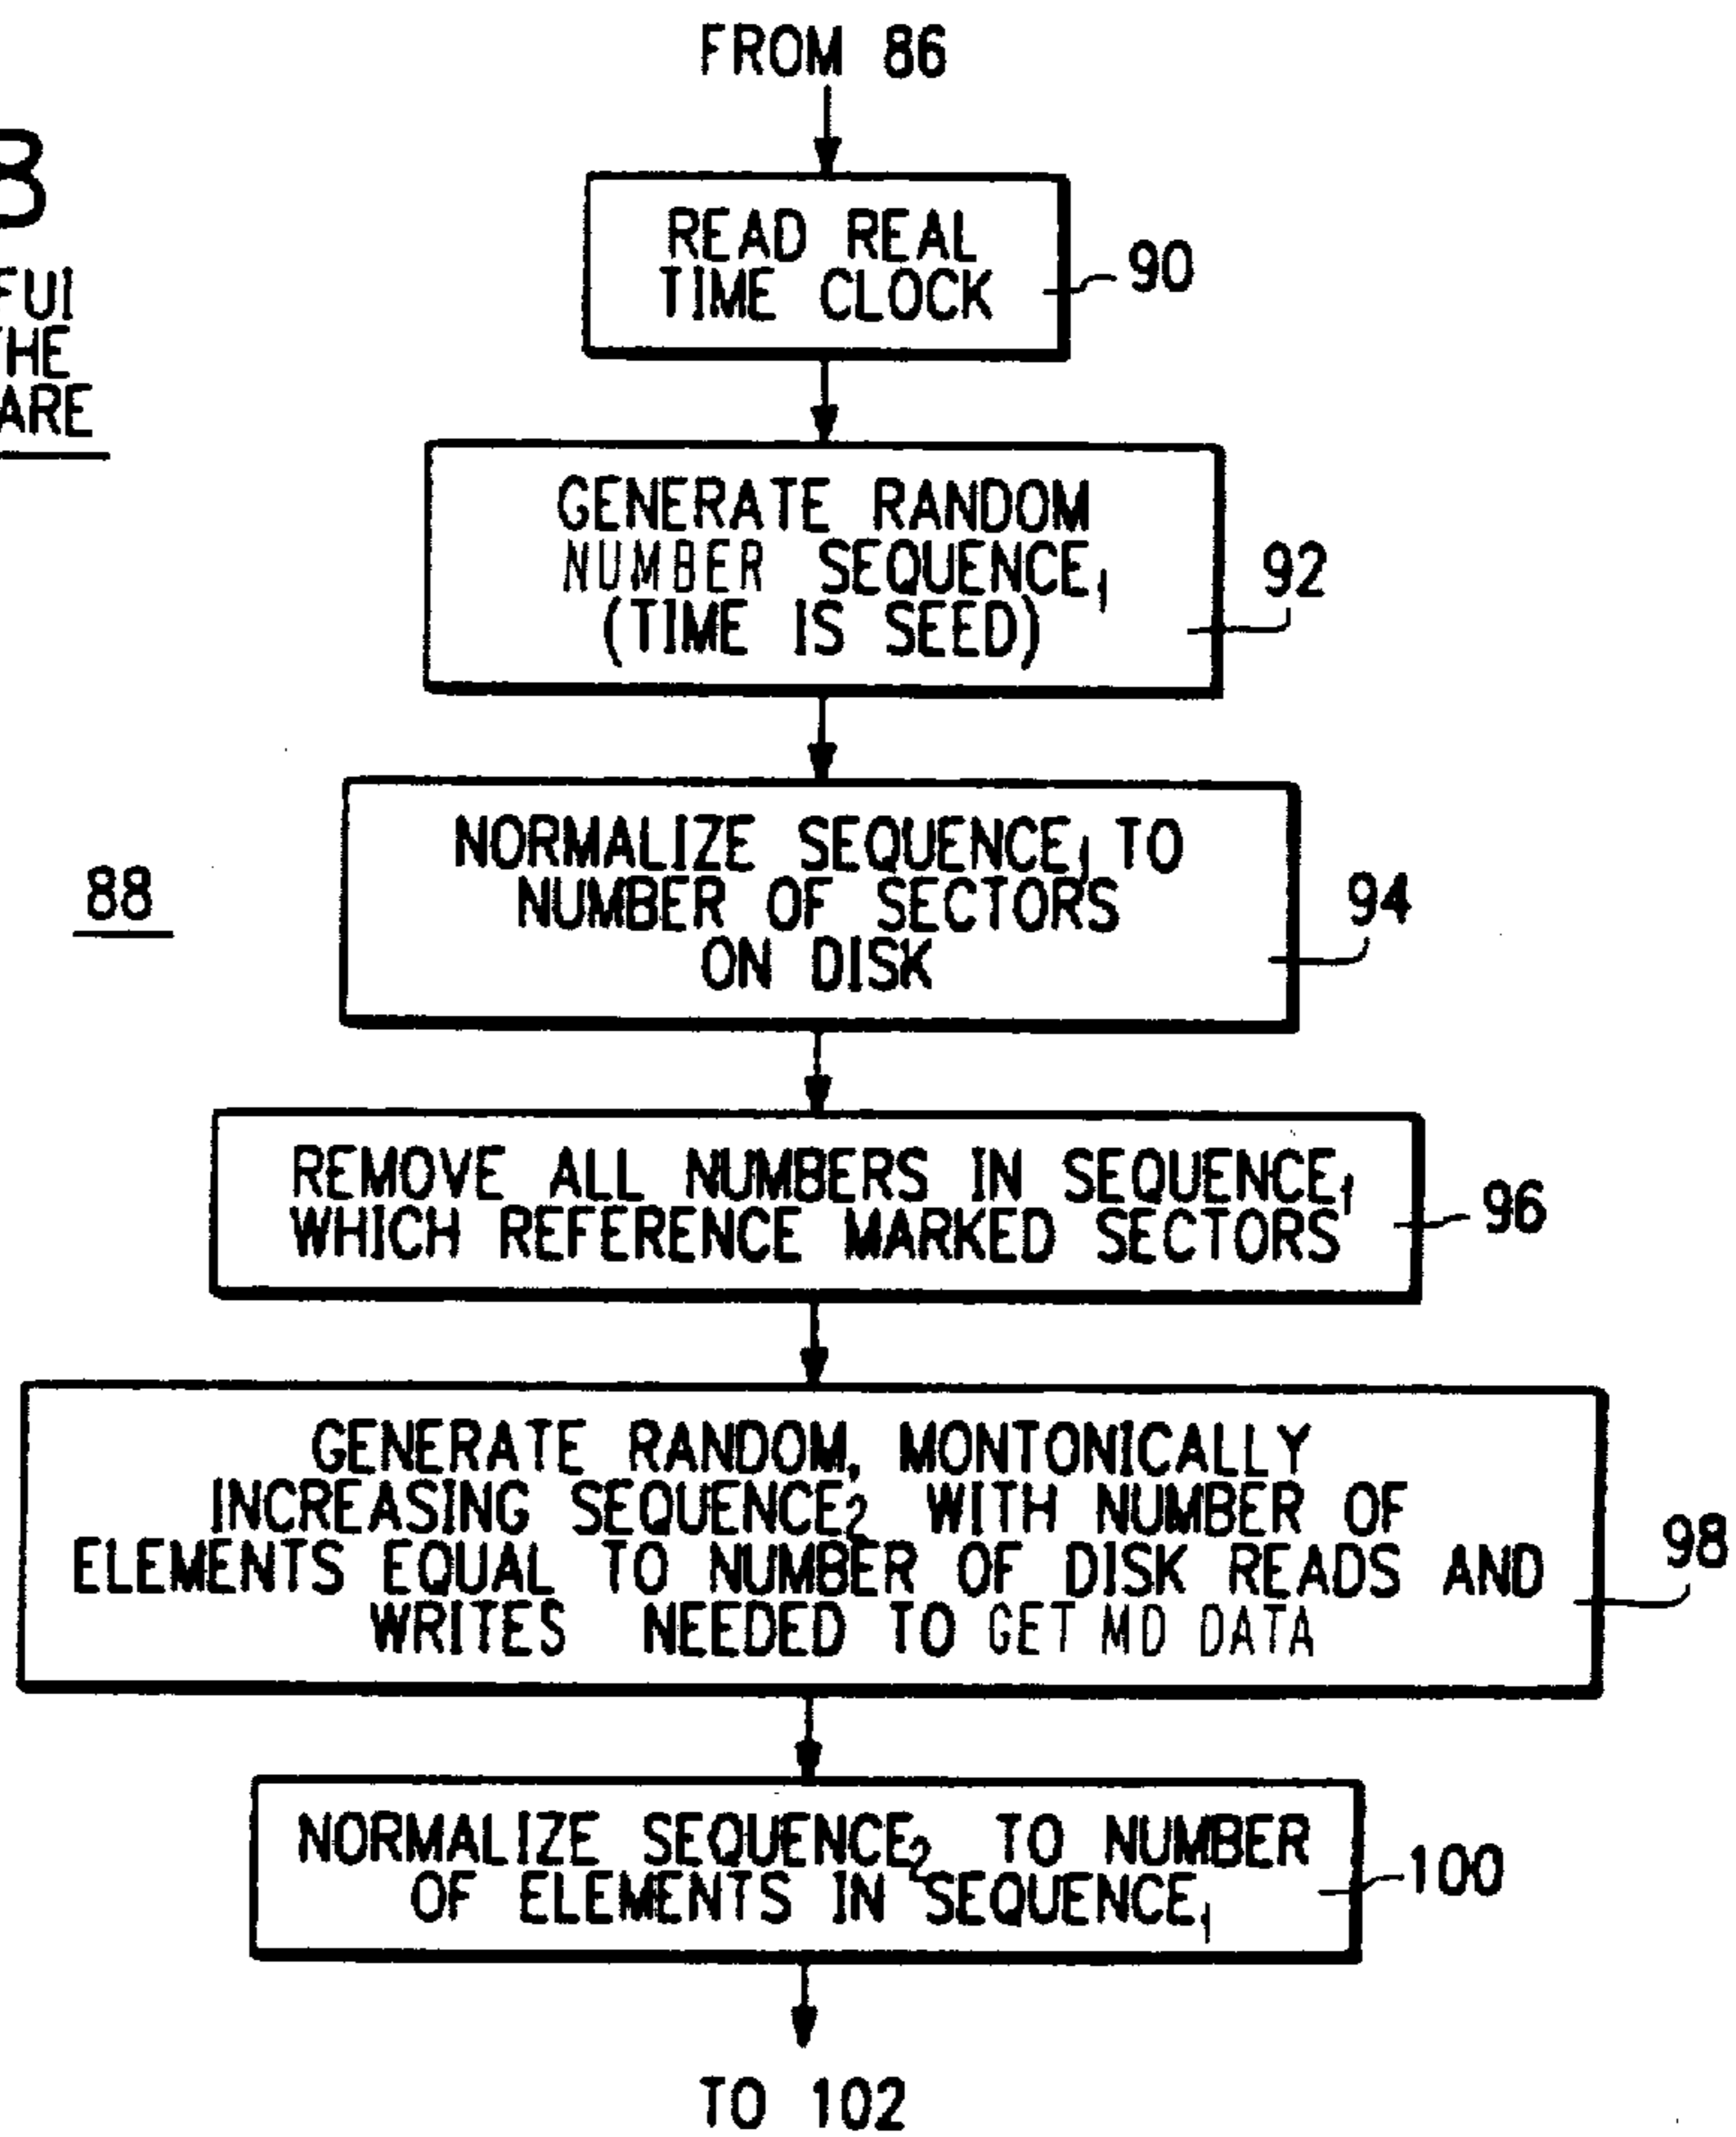 FROM 86
B
FUI
THE
ARE
READ REAL
TIME CLOCK
90
GENERATE RANDOM
NUMBER SEQUENCE₁
(TIME IS SEED)
92
NORMALIZE SEQUENCE₁ TO
NUMBER OF SECTORS
ON DISK
94
88
REMOVE ALL NUMBERS IN SEQUENCE₁
WHICH REFERENCE MARKED SECTORS
96
GENERATE RANDOM, MONTONICALLY
INCREASING SEQUENCE₂ WITH NUMBER OF
ELEMENTS EQUAL TO NUMBER OF DISK READS AND
WRITES NEEDED TO GET MD DATA
98
NORMALIZE SEQUENCE₂ TO NUMBER
OF ELEMENTS IN SEQUENCE₁
100
TO 102